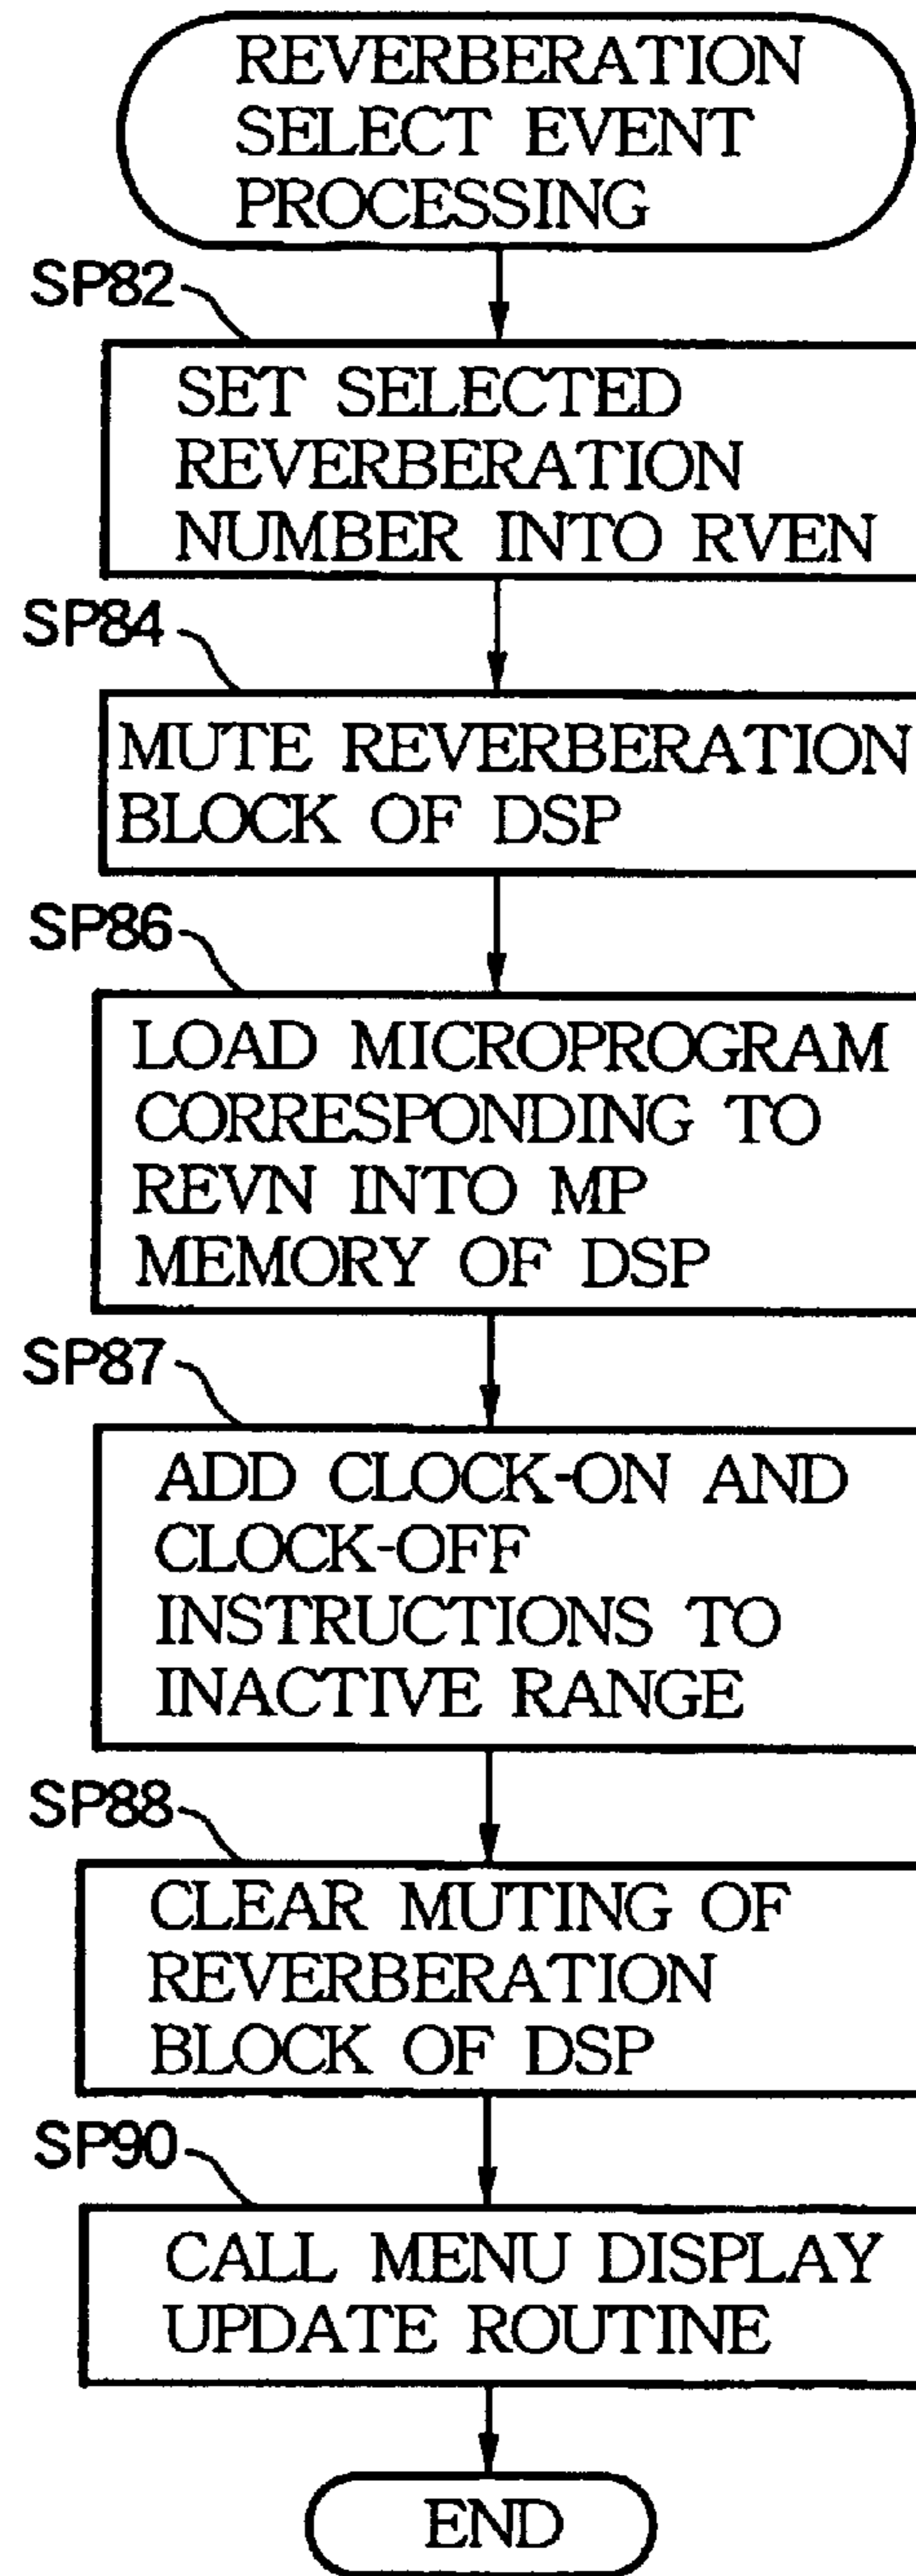 REVERBERATION
SELECT EVENT
PROCESSING
SP82
SET SELECTED
REVERBERATION
NUMBER INTO RVEN
SP84
MUTE REVERBERATION
BLOCK OF DSP
SP86
LOAD MICROPROGRAM
CORRESPONDING TO
REVN INTO MP
MEMORY OF DSP
SP87
ADD CLOCK-ON AND
CLOCK-OFF
INSTRUCTIONS TO
INACTIVE RANGE
SP88
CLEAR MUTING OF
REVERBERATION
BLOCK OF DSP
SP90
CALL MENU DISPLAY
UPDATE ROUTINE
END